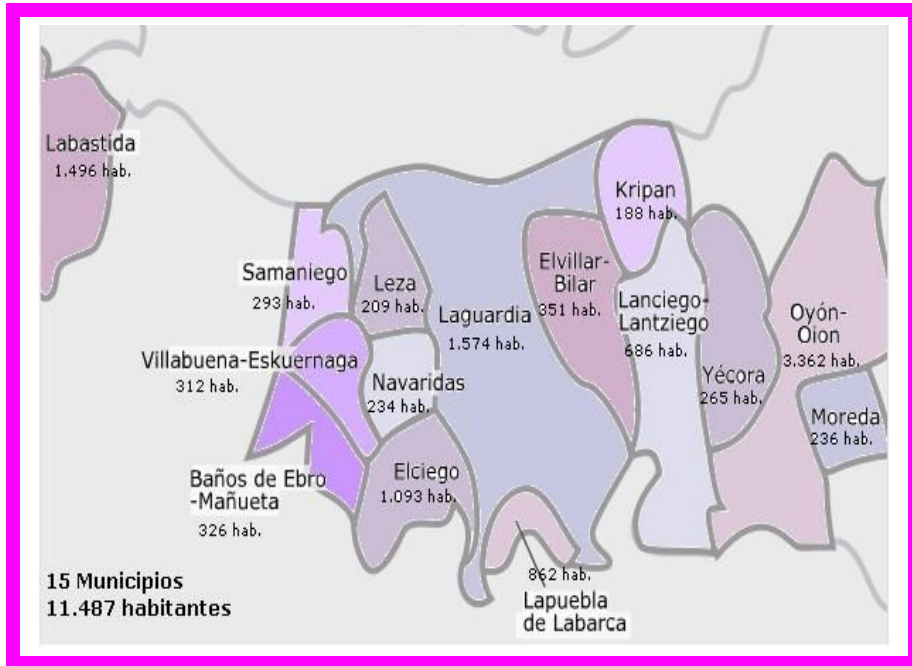 Labastida
1.496 hab.
Kripan
188 hab.
Samaniego
293 hab.
Leza
209 hab.
Laguardia
1.574 hab.
Elvillar-
Bilar
351 hab.
Lanciego-
Lantziego
686 hab.
Oyón-
Oion
3.362 hab.
Villabuena-Eskuernaga
312 hab.
Navaridas
234 hab.
Yécora
265 hab.
Moreda
236 hab.
Baños de Ebro
-Mañueta
326 hab.
Elciego
1.093 hab.
862 hab.
Lapuebla
de Labarca
15 Municipios
11.487 habitantes